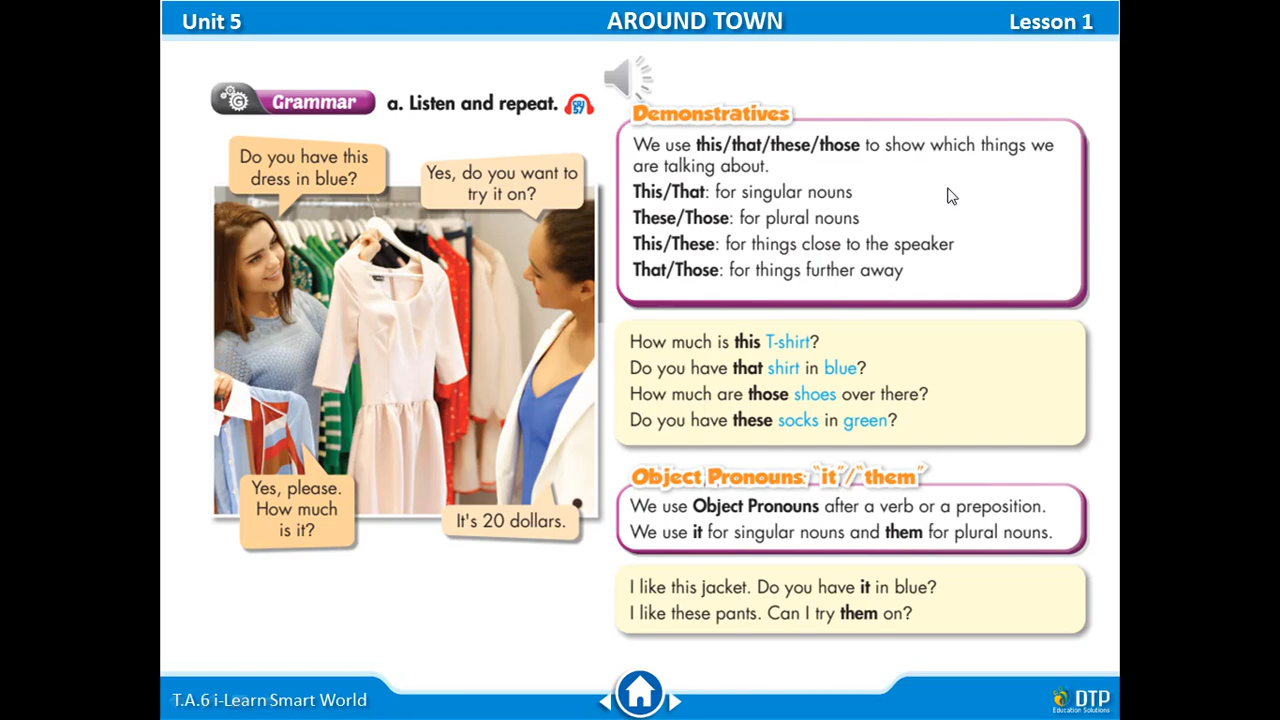 Unit 5
AROUND TOWN
Lesson 1
G
Grammar
a. Listen and repeat.
CD1
57
Do you have this
dress in blue?
Yes, do you want to
try it on?
Yes, please.
How much
is it?
It's 20 dollars.
Demonstratives
We use this/that/these/those to show which things we
are talking about.
This/That: for singular nouns
These/Those: for plural nouns
This/These: for things close to the speaker
That/Those: for things further away
How much is this T-shirt?
Do you have that shirt in blue?
How much are those shoes over there?
Do you have these socks in green?
Object Pronouns: "it"/"them"
We use Object Pronouns after a verb or a preposition.
We use it for singular nouns and them for plural nouns.
I like this jacket. Do you have it in blue?
I like these pants. Can I try them on?
T.A.6 i-Learn Smart World
DTP
Education Solutions